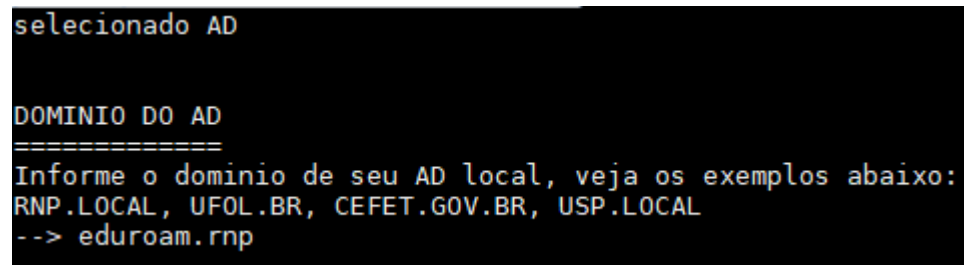 selecionado AD
DOMINIO DO AD
=============
Informe o dominio de seu AD local, veja os exemplos abaixo:
RNP.LOCAL, UFOL.BR, CEFET.GOV.BR, USP.LOCAL
--> eduroam.rnp